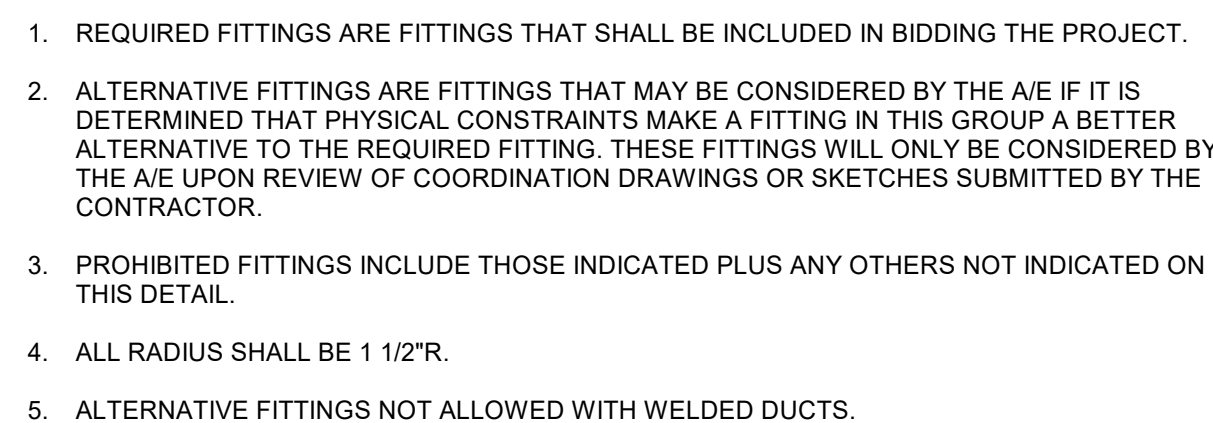 1. REQUIRED FITTINGS ARE FITTINGS THAT SHALL BE INCLUDED IN BIDDING THE PROJECT.
2. ALTERNATIVE FITTINGS ARE FITTINGS THAT MAY BE CONSIDERED BY THE A/E IF IT IS
DETERMINED THAT PHYSICAL CONSTRAINTS MAKE A FITTING IN THIS GROUP A BETTER
ALTERNATIVE TO THE REQUIRED FITTING. THESE FITTINGS WILL ONLY BE CONSIDERED BY
THE A/E UPON REVIEW OF COORDINATION DRAWINGS OR SKETCHES SUBMITTED BY THE
CONTRACTOR.
3. PROHIBITED FITTINGS INCLUDE THOSE INDICATED PLUS ANY OTHERS NOT INDICATED ON
THIS DETAIL.
4. ALL RADIUS SHALL BE 1 1/2"R.
5. ALTERNATIVE FITTINGS NOT ALLOWED WITH WELDED DUCTS.